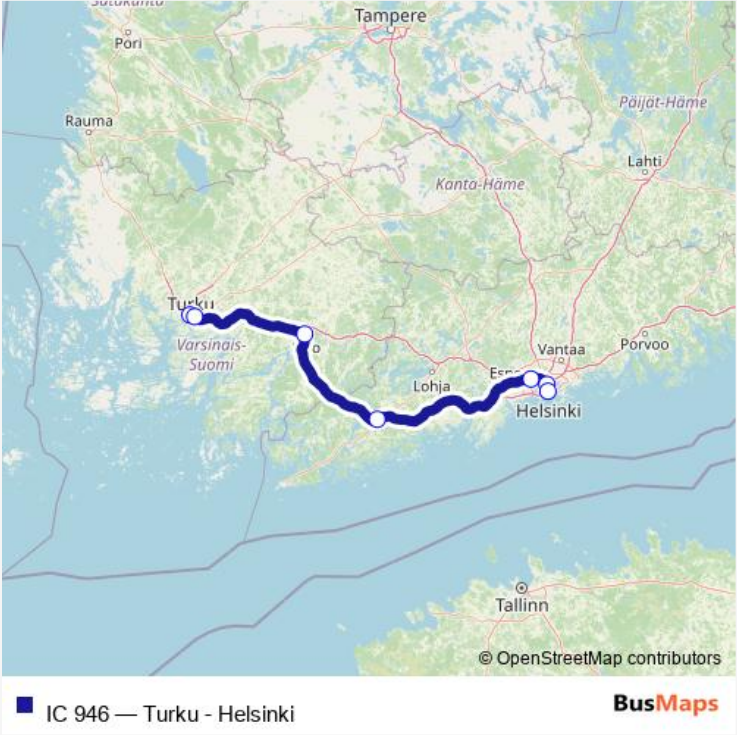 Satakunta
Tampere
Pori
Päijät-Häme
Rauma
Lahti
Kanta-Häme
Turku
Varsinais-
Suomi
Vantaa
Porvoo
Lohja
Helsinki
Tallinn
© OpenStreetMap contributors
IC 946 — Turku - Helsinki
BusMaps